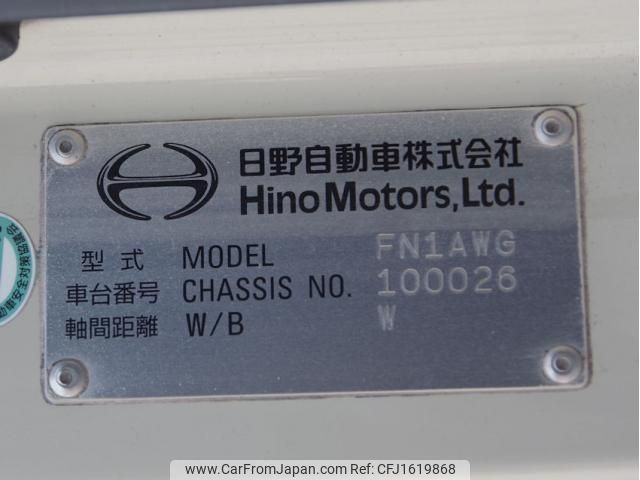 日野自動車株式会社
Hino Motors, Ltd.
型式 MODEL FN1AWG
車台番号 CHASSIS NO. 100026
軸間距離 W/B W
www.CarFromJapan.com - CFJ1619868